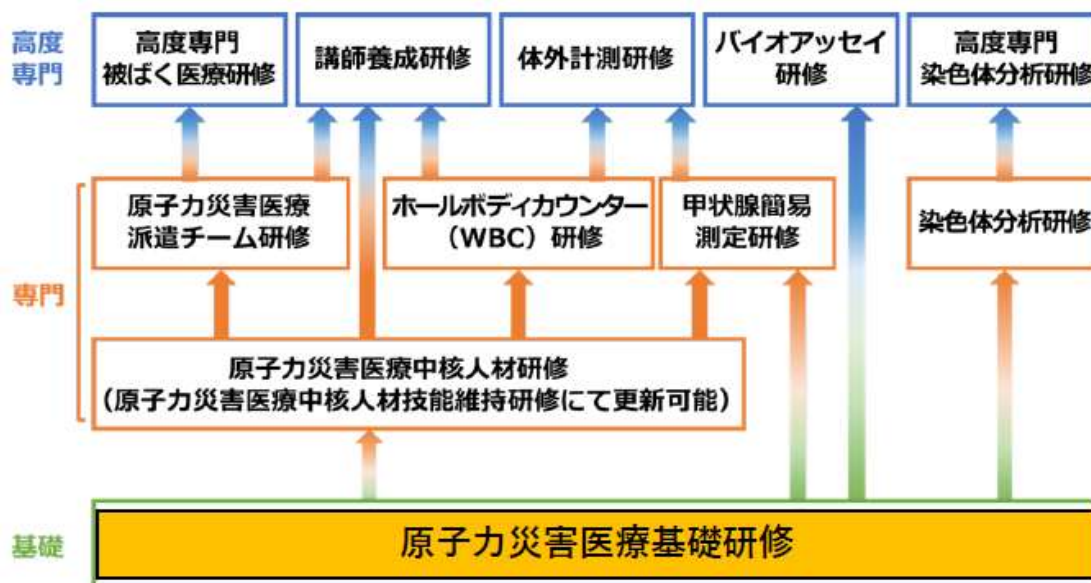 高度
専門
高度専門
被ばく医療研修
講師養成研修
体外計測研修
バイオアッセイ
研修
高度専門
染色体分析研修
専門
原子力災害医療
派遣チーム研修
ホールボディカウンター
（WBC）研修
甲状腺簡易
測定研修
染色体分析研修
原子力災害医療中核人材研修
（原子力災害医療中核人材技能維持研修にて更新可能）
基礎
原子力災害医療基礎研修